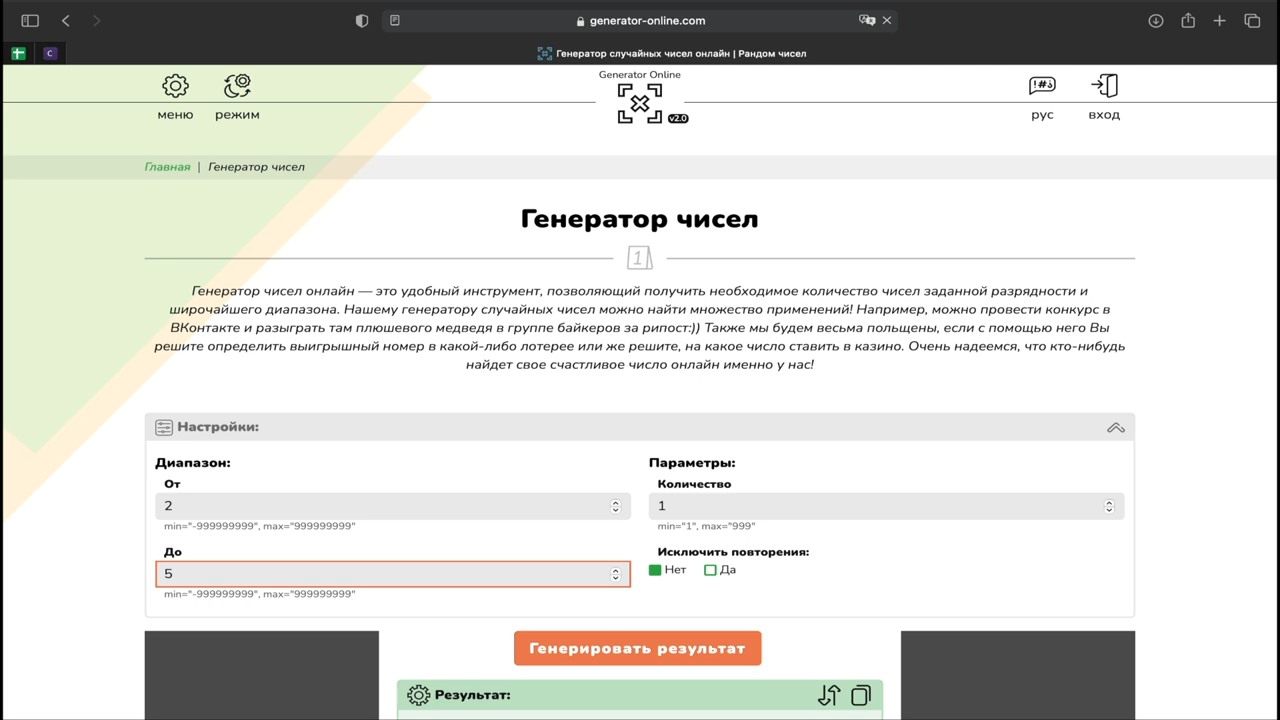 generator-online.com
C
Генератор случайных чисел онлайн | Рандом чисел
Generator Online
v2.0
меню
режим
!#$
рус
вход
Главная | Генератор чисел
Генератор чисел
1
Генератор чисел онлайн — это удобный инструмент, позволяющий получить необходимое количество чисел заданной разрядности и
широчайшего диапазона. Нашему генератору случайных чисел можно найти множество применений! Например, можно провести конкурс в
ВКонтакте и разыграть там плюшевого медведя в группе байкеров за рипост:)) Также мы будем весьма польщены, если с помощью него Вы
решите определить выигрышный номер в какой-либо лотерее или же решите, на какое число ставить в казино. Очень надеемся, что кто-нибудь
найдет свое счастливое число онлайн именно у нас!
Настройки:
Диапазон:
От
2
min="-999999999", max="999999999"
До
5
min="-999999999", max="999999999"
Параметры:
Количество
1
min="1", max="999"
Исключить повторения:
Нет Да
Генерировать результат
Результат: